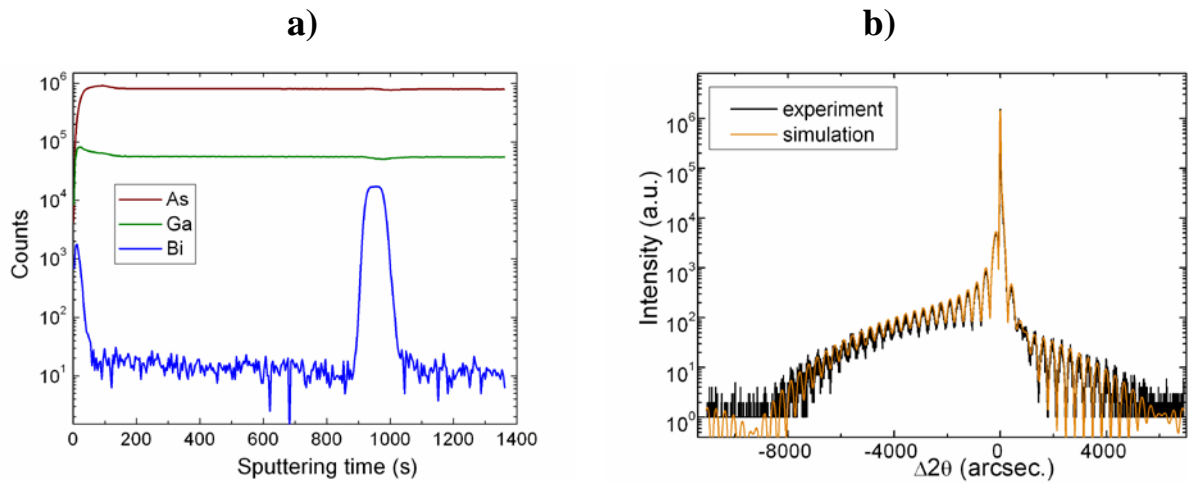 a)
10⁶
10⁵
10⁴
10³
10²
10¹
Counts
As
Ga
Bi
0 200 400 600 800 1000 1200 1400
Sputtering time (s)
b)
10⁶
10⁵
10⁴
10³
10²
10¹
10⁰
Intensity (a.u.)
experiment
simulation
-8000 -4000 0 4000
Δ2θ (arcsec.)